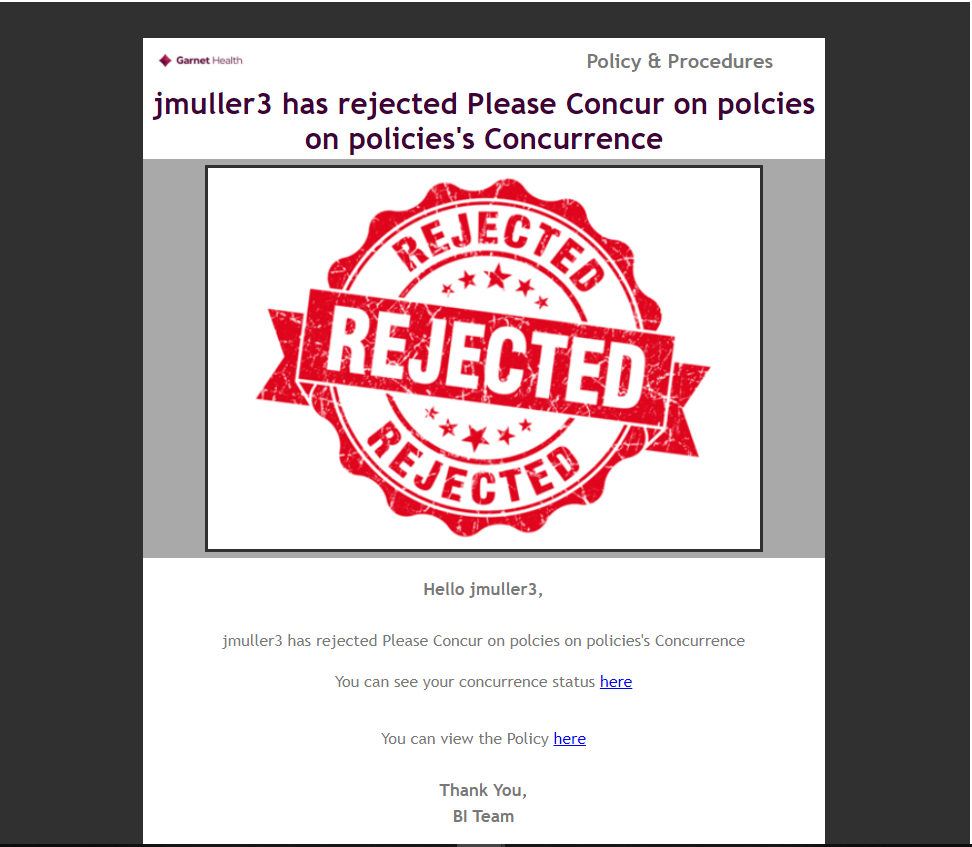 Garnet Health
Policy & Procedures
jmuller3 has rejected Please Concur on polcies
on policies's Concurrence
REJECTED
REJECTED
REJECTED
Hello jmuller3,
jmuller3 has rejected Please Concur on polcies on policies's Concurrence
You can see your concurrence status here
You can view the Policy here
Thank You,
BI Team